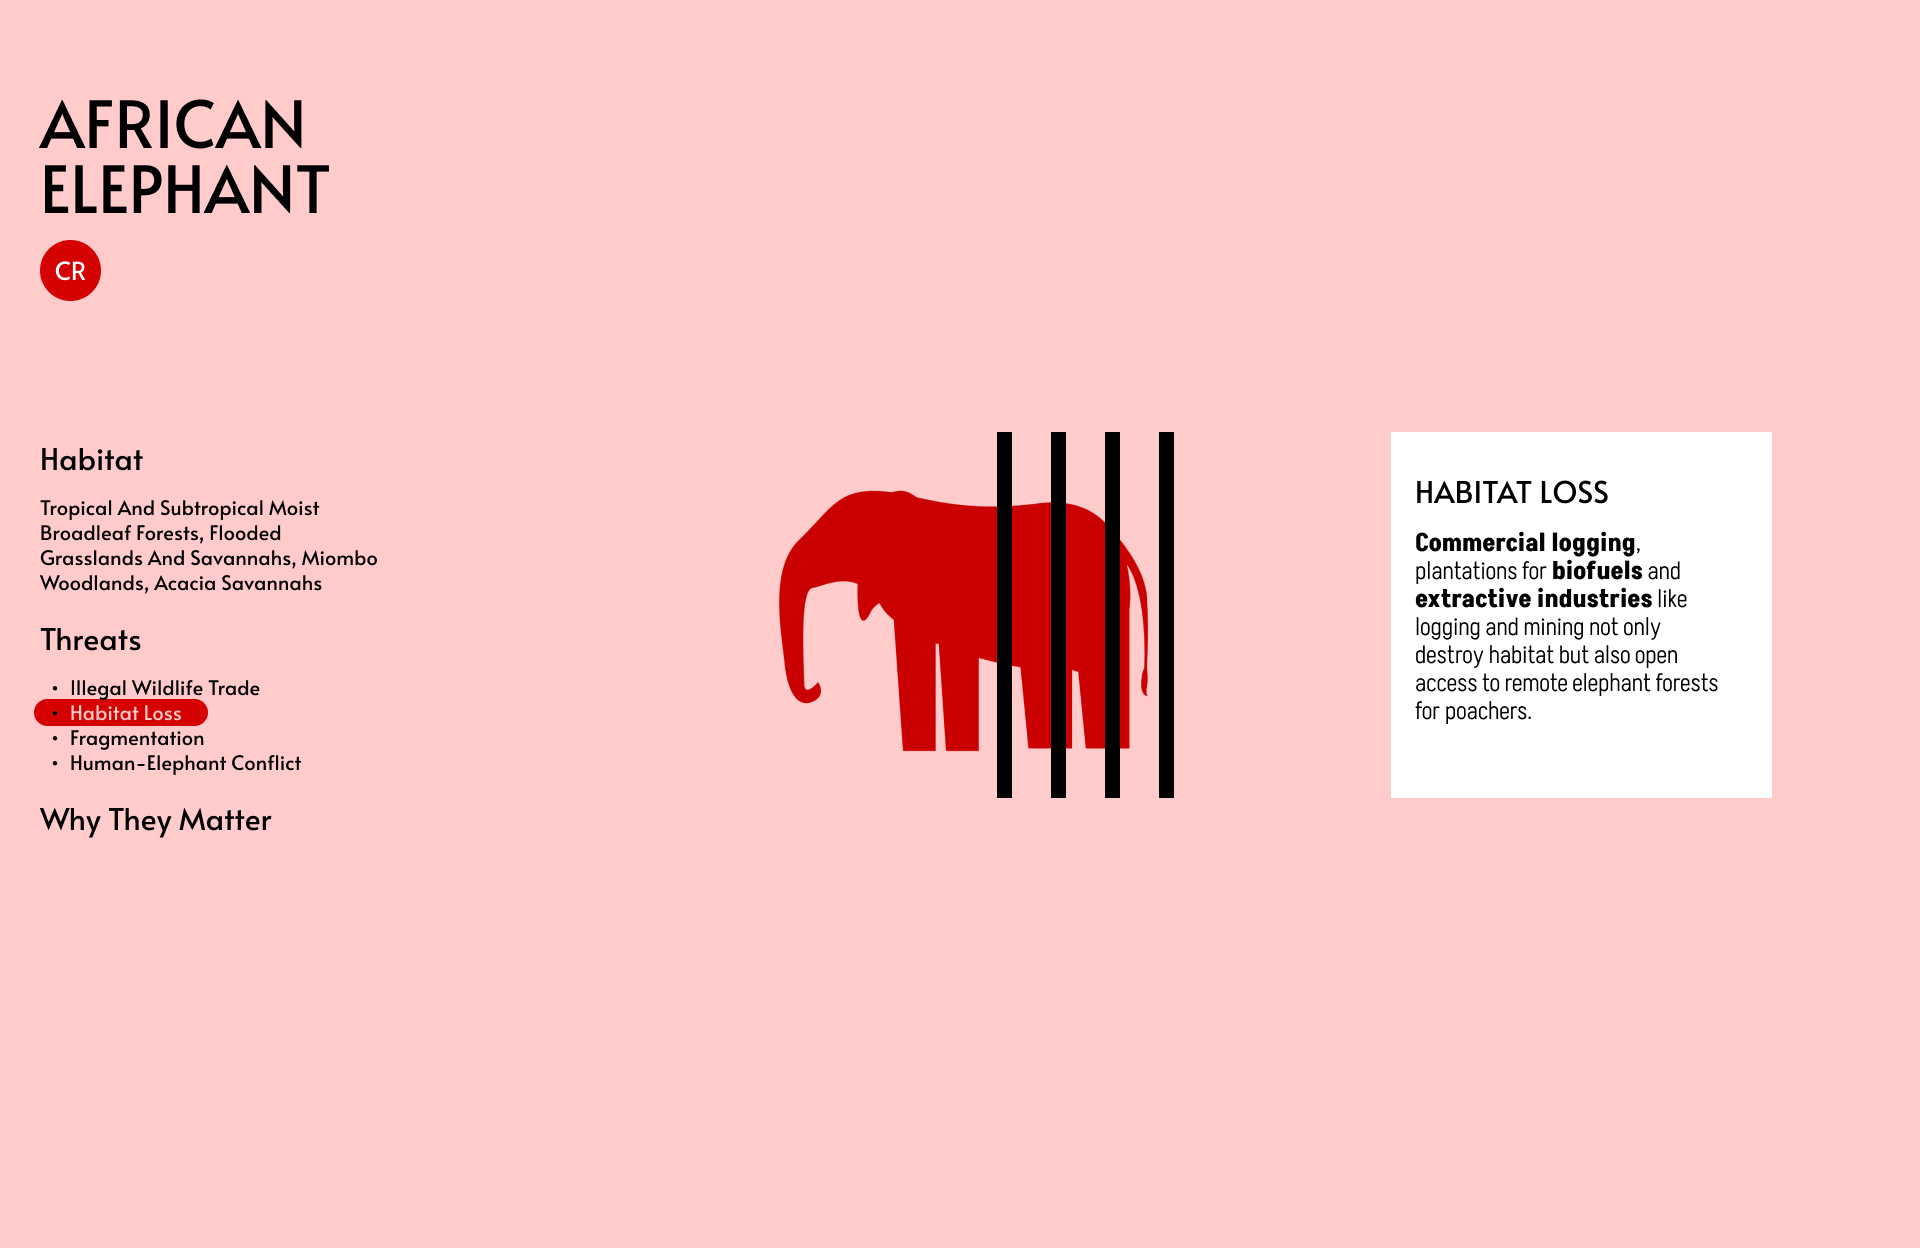 AFRICAN
ELEPHANT
CR
Habitat
Tropical And Subtropical Moist
Broadleaf Forests, Flooded
Grasslands And Savannahs, Miombo
Woodlands, Acacia Savannahs
Threats
• Illegal Wildlife Trade
• Habitat Loss
• Fragmentation
• Human-Elephant Conflict
Why They Matter
HABITAT LOSS
Commercial logging,
plantations for biofuels and
extractive industries like
logging and mining not only
destroy habitat but also open
access to remote elephant forests
for poachers.